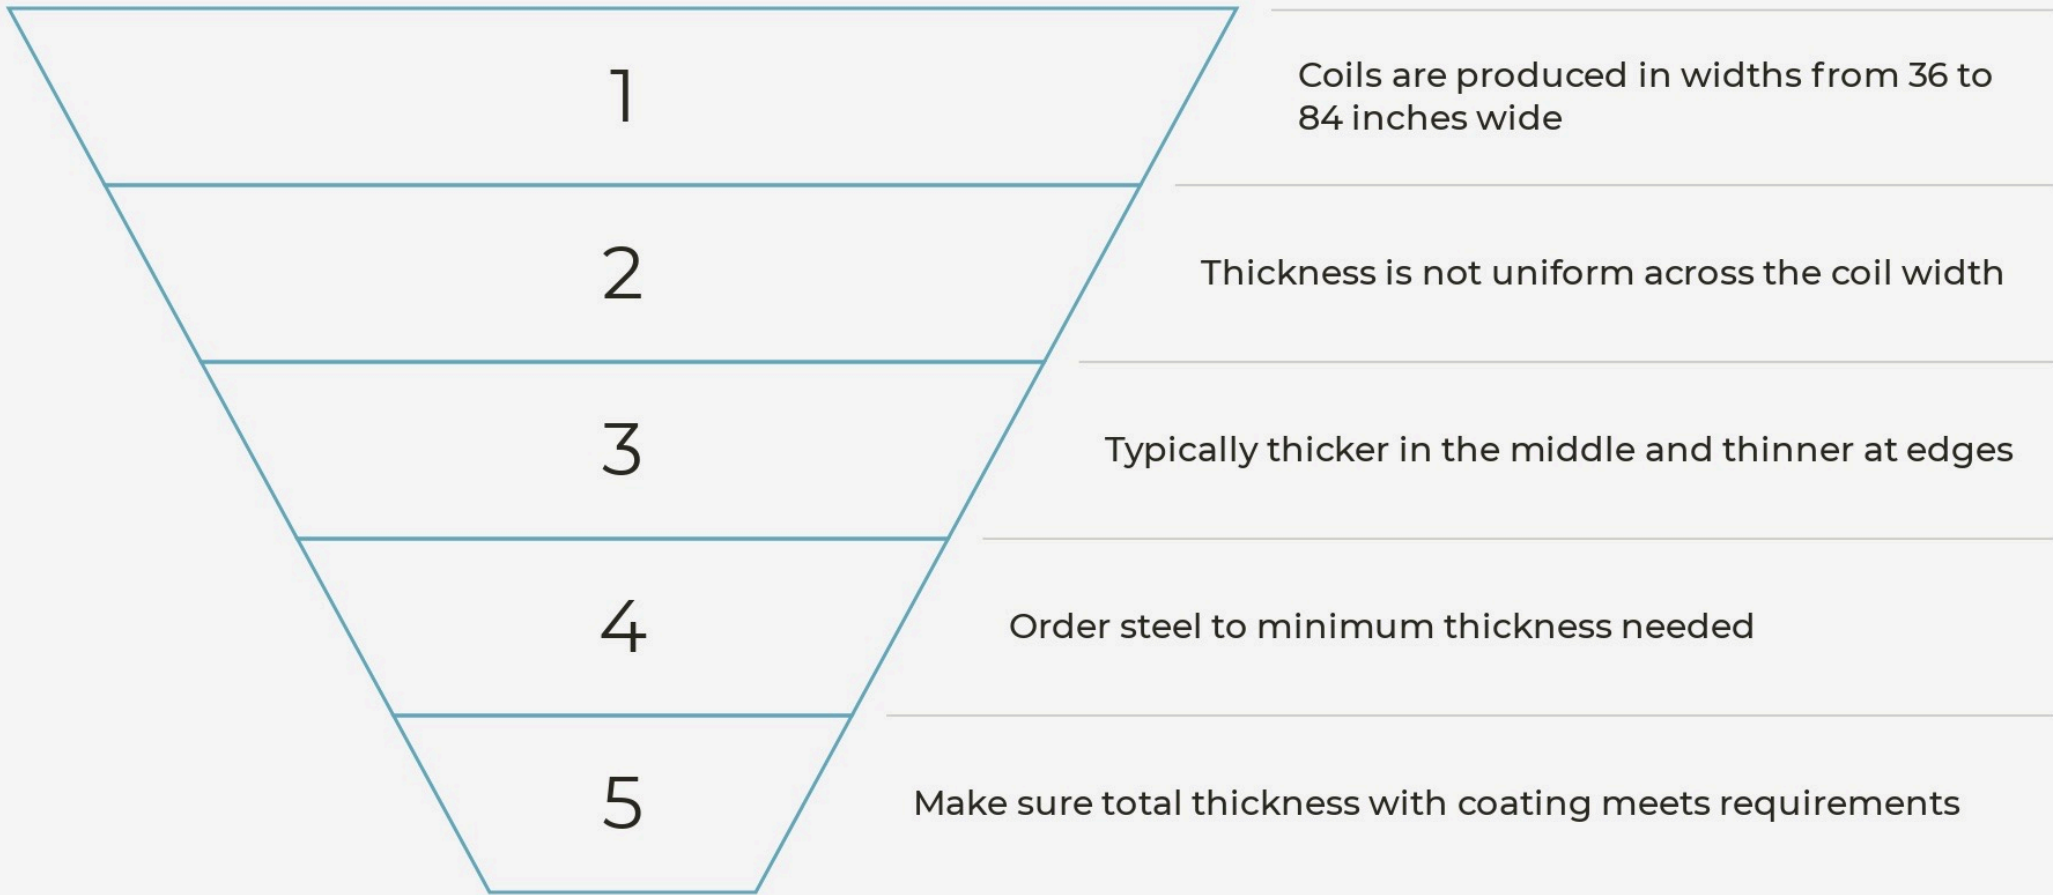 1
Coils are produced in widths from 36 to
84 inches wide
2
Thickness is not uniform across the coil width
3
Typically thicker in the middle and thinner at edges
4
Order steel to minimum thickness needed
5
Make sure total thickness with coating meets requirements